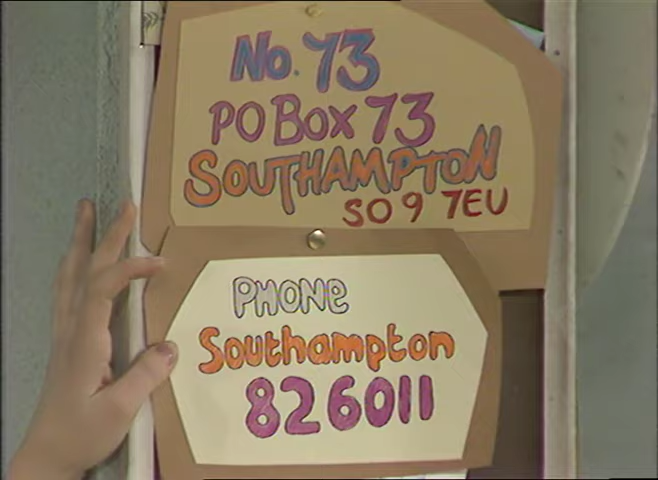 No. 73
PO Box 73
SOUTHAMPTON
SO9 7EU
PHONE
Southampton
826011